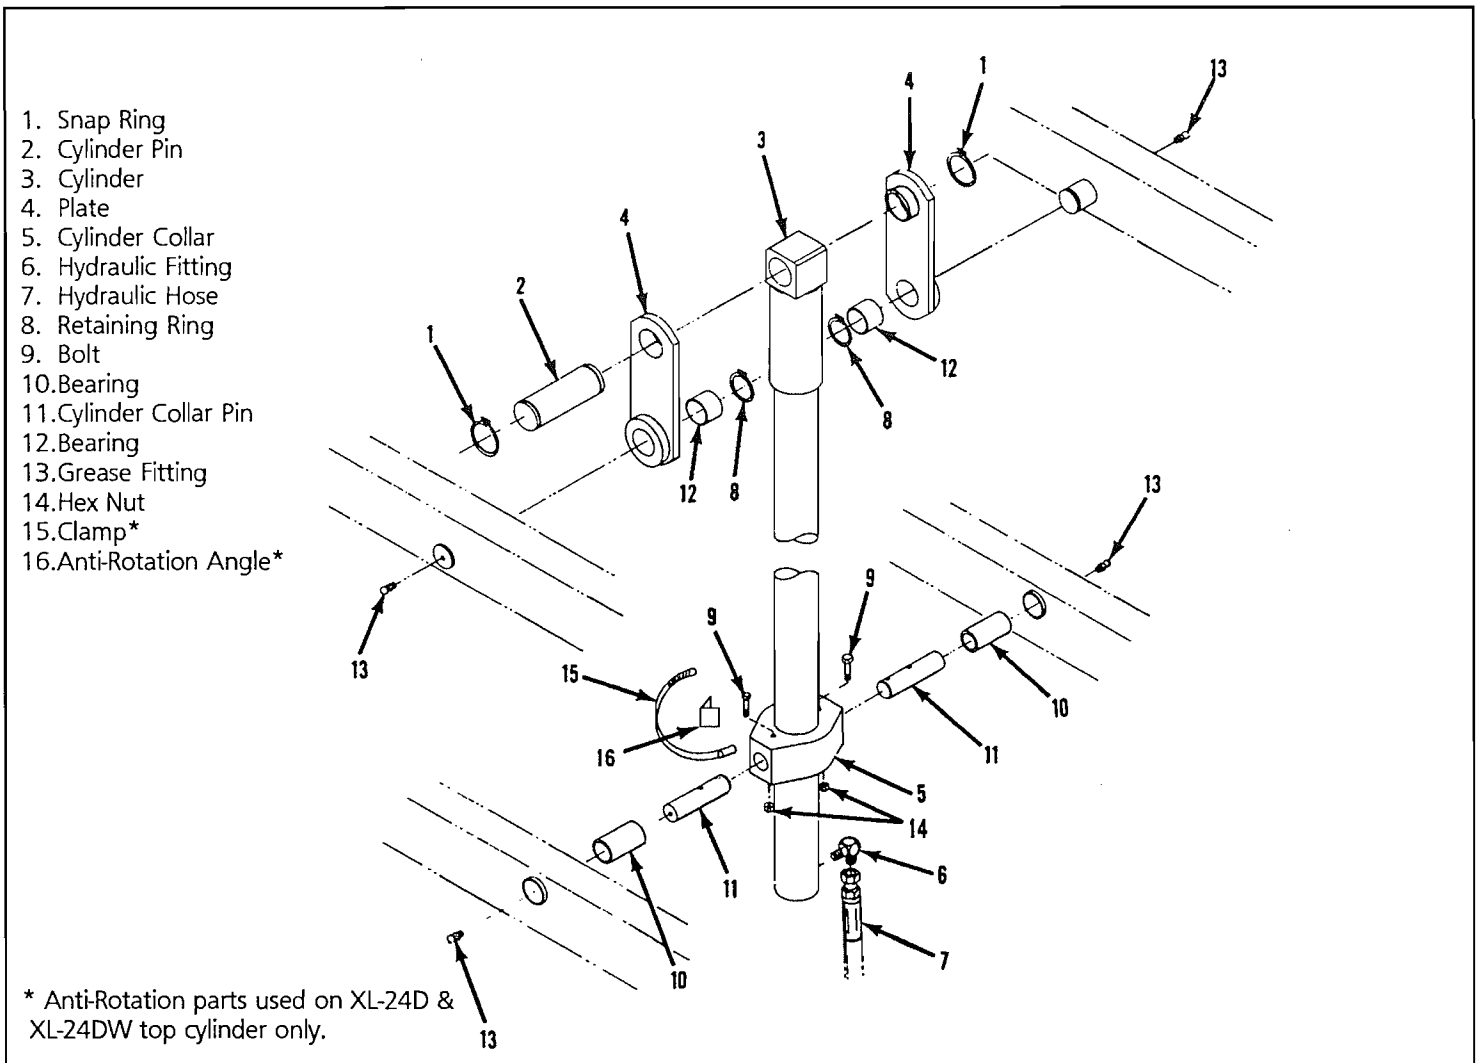 1. Snap Ring
2. Cylinder Pin
3. Cylinder
4. Plate
5. Cylinder Collar
6. Hydraulic Fitting
7. Hydraulic Hose
8. Retaining Ring
9. Bolt
10.Bearing
11.Cylinder Collar Pin
12.Bearing
13.Grease Fitting
14.Hex Nut
15.Clamp*
16.Anti-Rotation Angle*
1
13
4
3
4
2
1
12
8
12
8
13
13
9
9
15
10
16
11
5
14
11
6
7
10
13
* Anti-Rotation parts used on XL-24D &
XL-24DW top cylinder only.